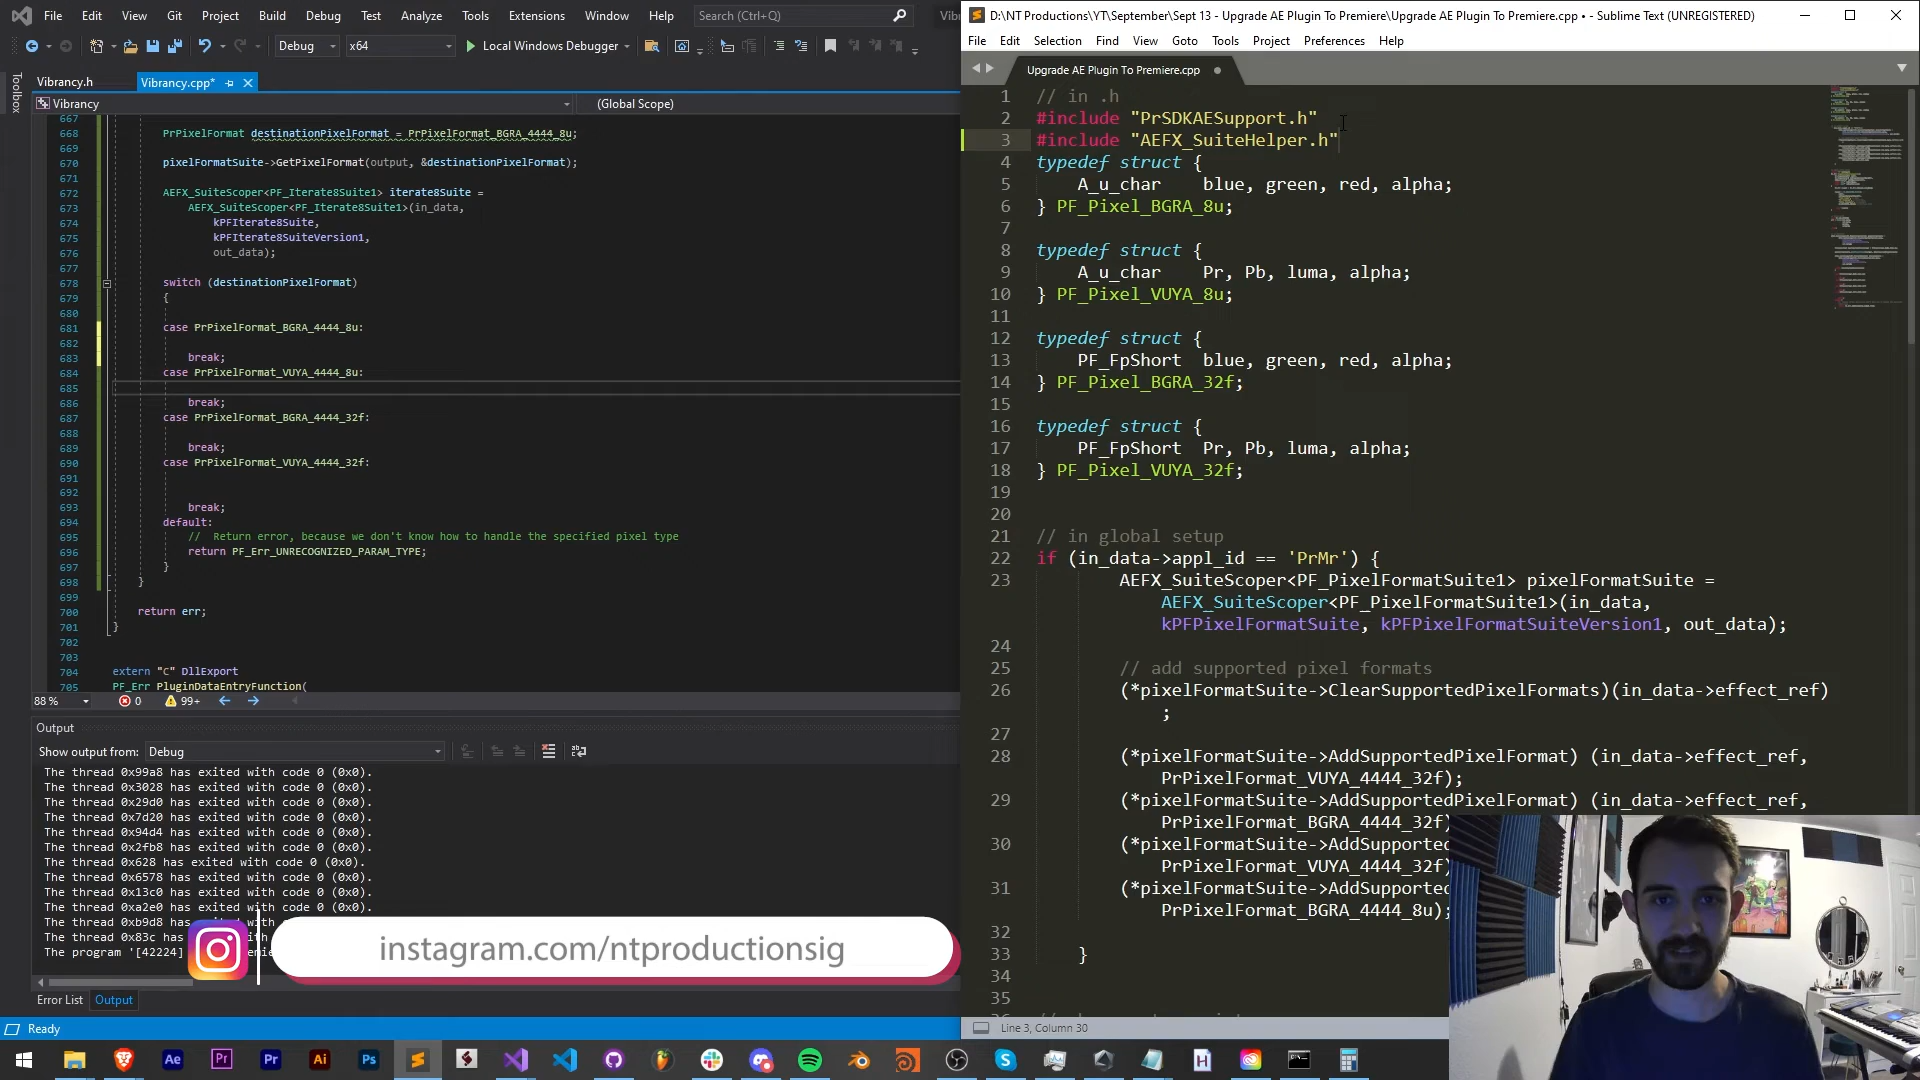 File Edit View Git Project Build Debug Test Analyze Tools Extensions Window Help Search (Ctrl+Q)
Debug x64 Local Windows Debugger
Toolbox
Vibrancy.h Vibrancy.cpp*
Vibrancy (Global Scope)
667
668 PrPixelFormat destinationPixelFormat = PrPixelFormat_BGRA_4444_8u;
669
670 pixelFormatSuite->GetPixelFormat(output, &destinationPixelFormat);
671
672 AEFX_SuiteScoper<PF_Iterate8Suite1> iterate8Suite =
673 AEFX_SuiteScoper<PF_Iterate8Suite1>(in_data,
674 kPFIterate8Suite,
675 kPFIterate8SuiteVersion1,
676 out_data);
677
678 switch (destinationPixelFormat)
679 {
680
681 case PrPixelFormat_BGRA_4444_8u:
682
683 break;
684 case PrPixelFormat_VUYA_4444_8u:
685
686 break;
687 case PrPixelFormat_BGRA_4444_32f:
688
689 break;
690 case PrPixelFormat_VUYA_4444_32f:
691
692
693 break;
694 default:
695 // Return error, because we don't know how to handle the specified pixel type
696 return PF_Err_UNRECOGNIZED_PARAM_TYPE;
697 }
698 }
699
700 return err;
701 }
702
703
704 extern "C" DllExport
705 PF_Err PluginDataEntryFunction(
88 % 0 99+
Output
Show output from: Debug
The thread 0x99a8 has exited with code 0 (0x0).
The thread 0x3028 has exited with code 0 (0x0).
The thread 0x29d0 has exited with code 0 (0x0).
The thread 0x7d20 has exited with code 0 (0x0).
The thread 0x94d4 has exited with code 0 (0x0).
The thread 0x2fb8 has exited with code 0 (0x0).
The thread 0x628 has exited with code 0 (0x0).
The thread 0x6578 has exited with code 0 (0x0).
The thread 0x13c0 has exited with code 0 (0x0).
The thread 0xa2e0 has exited with code 0 (0x0).
The thread 0xb9d8 has
The thread 0x83c has
The program '[42224]
instagram.com/ntproductionsig
Error List Output
Ready
D:\NT Productions\YT\September\Sept 13 - Upgrade AE Plugin To Premiere\Upgrade AE Plugin To Premiere.cpp • - Sublime Text (UNREGISTERED)
File Edit Selection Find View Goto Tools Project Preferences Help
Upgrade AE Plugin To Premiere.cpp
1 // in .h
2 #include "PrSDKAESupport.h"
3 #include "AEFX_SuiteHelper.h"
4 typedef struct {
5 A_u_char blue, green, red, alpha;
6 } PF_Pixel_BGRA_8u;
7
8 typedef struct {
9 A_u_char Pr, Pb, luma, alpha;
10 } PF_Pixel_VUYA_8u;
11
12 typedef struct {
13 PF_FpShort blue, green, red, alpha;
14 } PF_Pixel_BGRA_32f;
15
16 typedef struct {
17 PF_FpShort Pr, Pb, luma, alpha;
18 } PF_Pixel_VUYA_32f;
19
20
21 // in global setup
22 if (in_data->appl_id == 'PrMr') {
23 AEFX_SuiteScoper<PF_PixelFormatSuite1> pixelFormatSuite =
AEFX_SuiteScoper<PF_PixelFormatSuite1>(in_data,
kPFPixelFormatSuite, kPFPixelFormatSuiteVersion1, out_data);
24
25 // add supported pixel formats
26 (*pixelFormatSuite->ClearSupportedPixelFormats)(in_data->effect_ref)
;
27
28 (*pixelFormatSuite->AddSupportedPixelFormat) (in_data->effect_ref,
PrPixelFormat_VUYA_4444_32f);
29 (*pixelFormatSuite->AddSupportedPixelFormat) (in_data->effect_ref,
PrPixelFormat_BGRA_4444_32f)
30 (*pixelFormatSuite->AddSupported
PrPixelFormat_VUYA_4444_32f)
31 (*pixelFormatSuite->AddSupported
PrPixelFormat_BGRA_4444_8u);
32
33 }
34
35
Line 3, Column 30
Ae Pr Pr Ai Ps